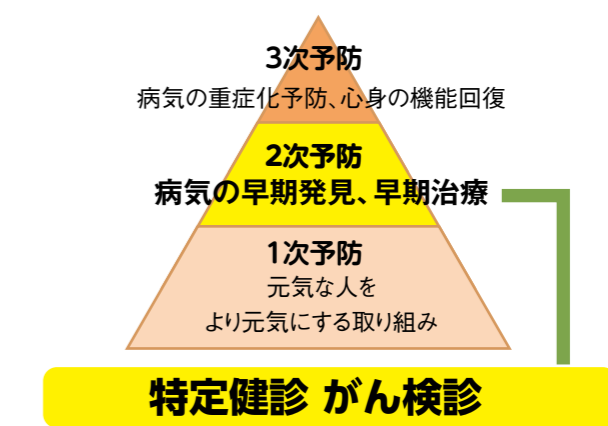 3次予防
病気の重症化予防、心身の機能回復
2次予防
病気の早期発見、早期治療
1次予防
元気な人を
より元気にする取り組み
特定健診 がん検診